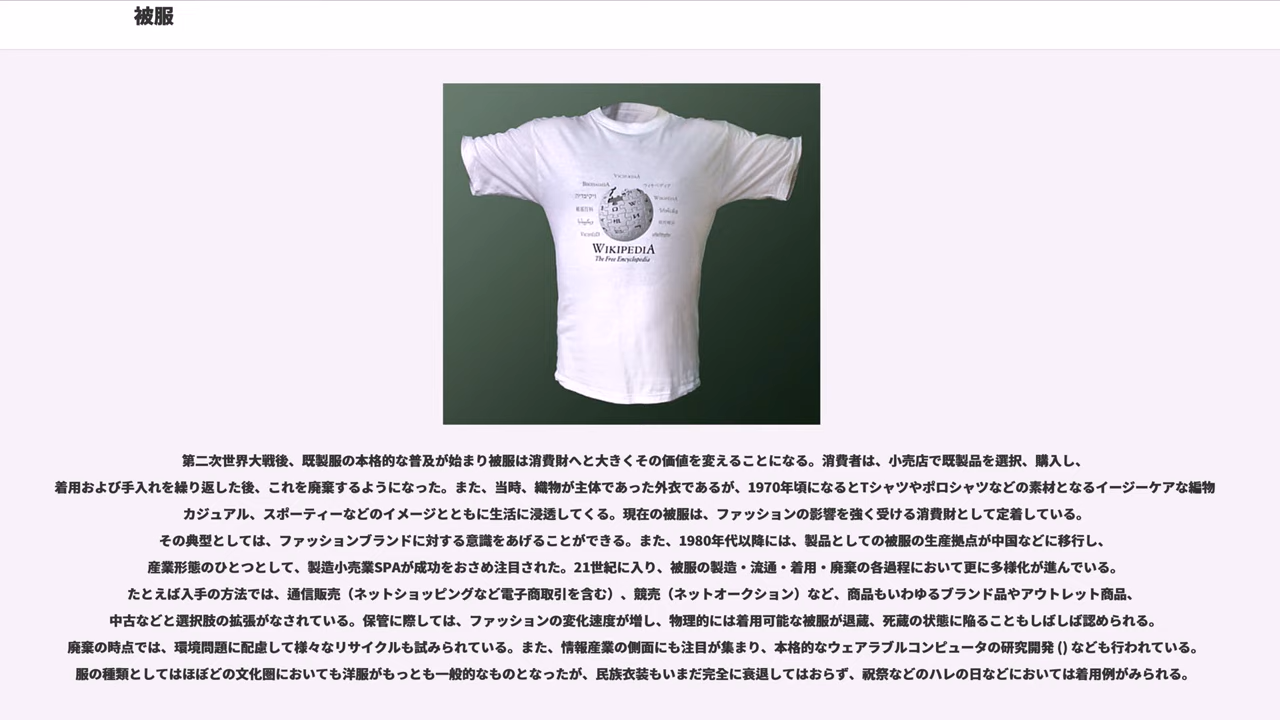 被服
VIKIPEDIO
ウィキペディア
WIKIPEDIA
The Free Encyclopedia
第二次世界大戦後、既製服の本格的な普及が始まり被服は消費財へと大きくその価値を変えることになる。消費者は、小売店で既製品を選択、購入し、
着用および手入れを繰り返した後、これを廃棄するようになった。また、当時、織物が主体であった外衣であるが、1970年頃になるとTシャツやポロシャツなどの素材となるイージーケアな編物
カジュアル、スポーティーなどのイメージとともに生活に浸透してくる。現在の被服は、ファッションの影響を強く受ける消費財として定着している。
その典型としては、ファッションブランドに対する意識をあげることができる。また、1980年代以降には、製品としての被服の生産拠点が中国などに移行し、
産業形態のひとつとして、製造小売業SPAが成功をおさめ注目された。21世紀に入り、被服の製造・流通・着用・廃棄の各過程において更に多様化が進んでいる。
たとえば入手の方法では、通信販売（ネットショッピングなど電子商取引を含む）、競売（ネットオークション）など、商品もいわゆるブランド品やアウトレット商品、
中古などと選択肢の拡張がなされている。保管に際しては、ファッションの変化速度が増し、物理的には着用可能な被服が退蔵、死蔵の状態に陥ることもしばしば認められる。
廃棄の時点では、環境問題に配慮して様々なリサイクルも試みられている。また、情報産業の側面にも注目が集まり、本格的なウェアラブルコンピュータの研究開発 () なども行われている。
服の種類としてはほぼどの文化圏においても洋服がもっとも一般的なものとなったが、民族衣装もいまだ完全に衰退してはおらず、祝祭などのハレの日などにおいては着用例がみられる。